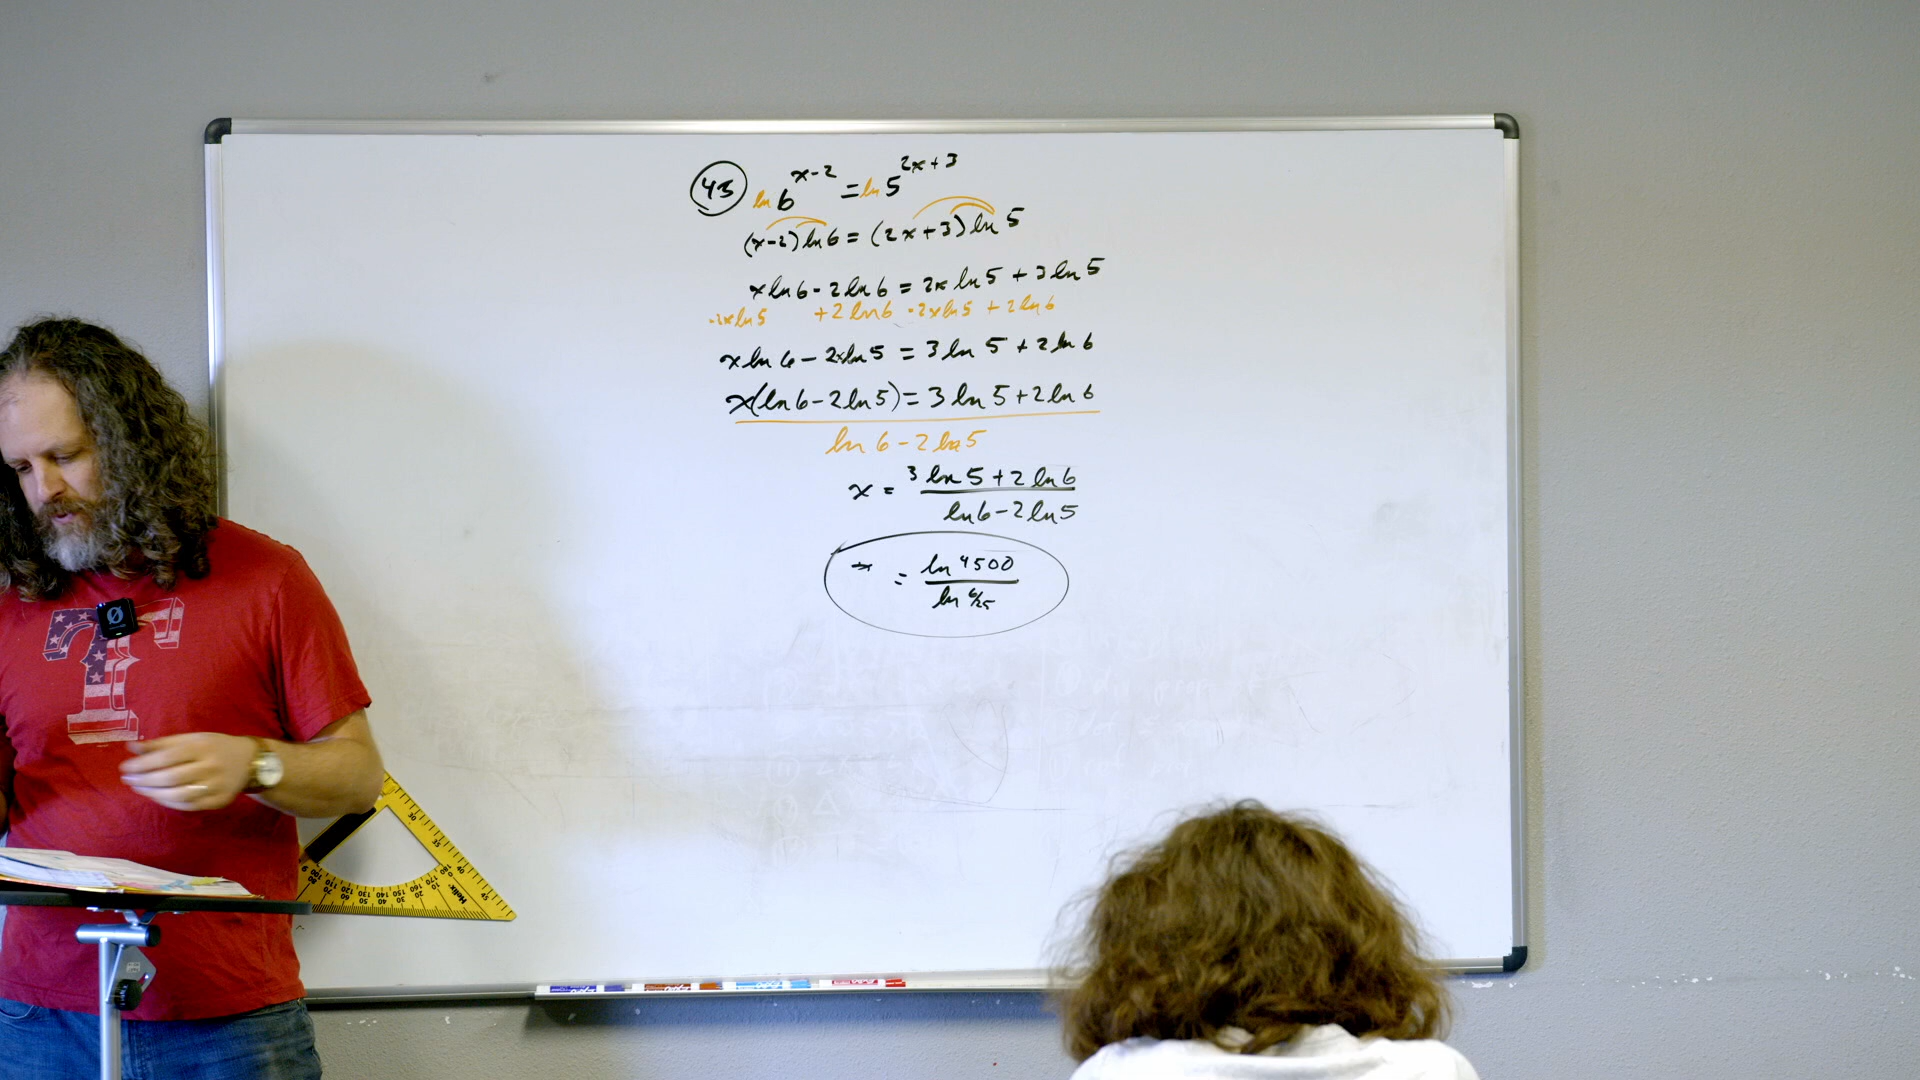 43 ln 6^(x-2) = ln 5^(2x+3)
(x-2) ln 6 = (2x+3) ln 5
x ln 6 - 2 ln 6 = 2x ln 5 + 3 ln 5
-2x ln 5 + 2 ln 6 -2x ln 5 + 2 ln 6
x ln 6 - 2x ln 5 = 3 ln 5 + 2 ln 6
x(ln 6 - 2 ln 5) = 3 ln 5 + 2 ln 6
ln 6 - 2 ln 5
x = 3 ln 5 + 2 ln 6
ln 6 - 2 ln 5
x = ln 4500
ln 6/25
T
Helix